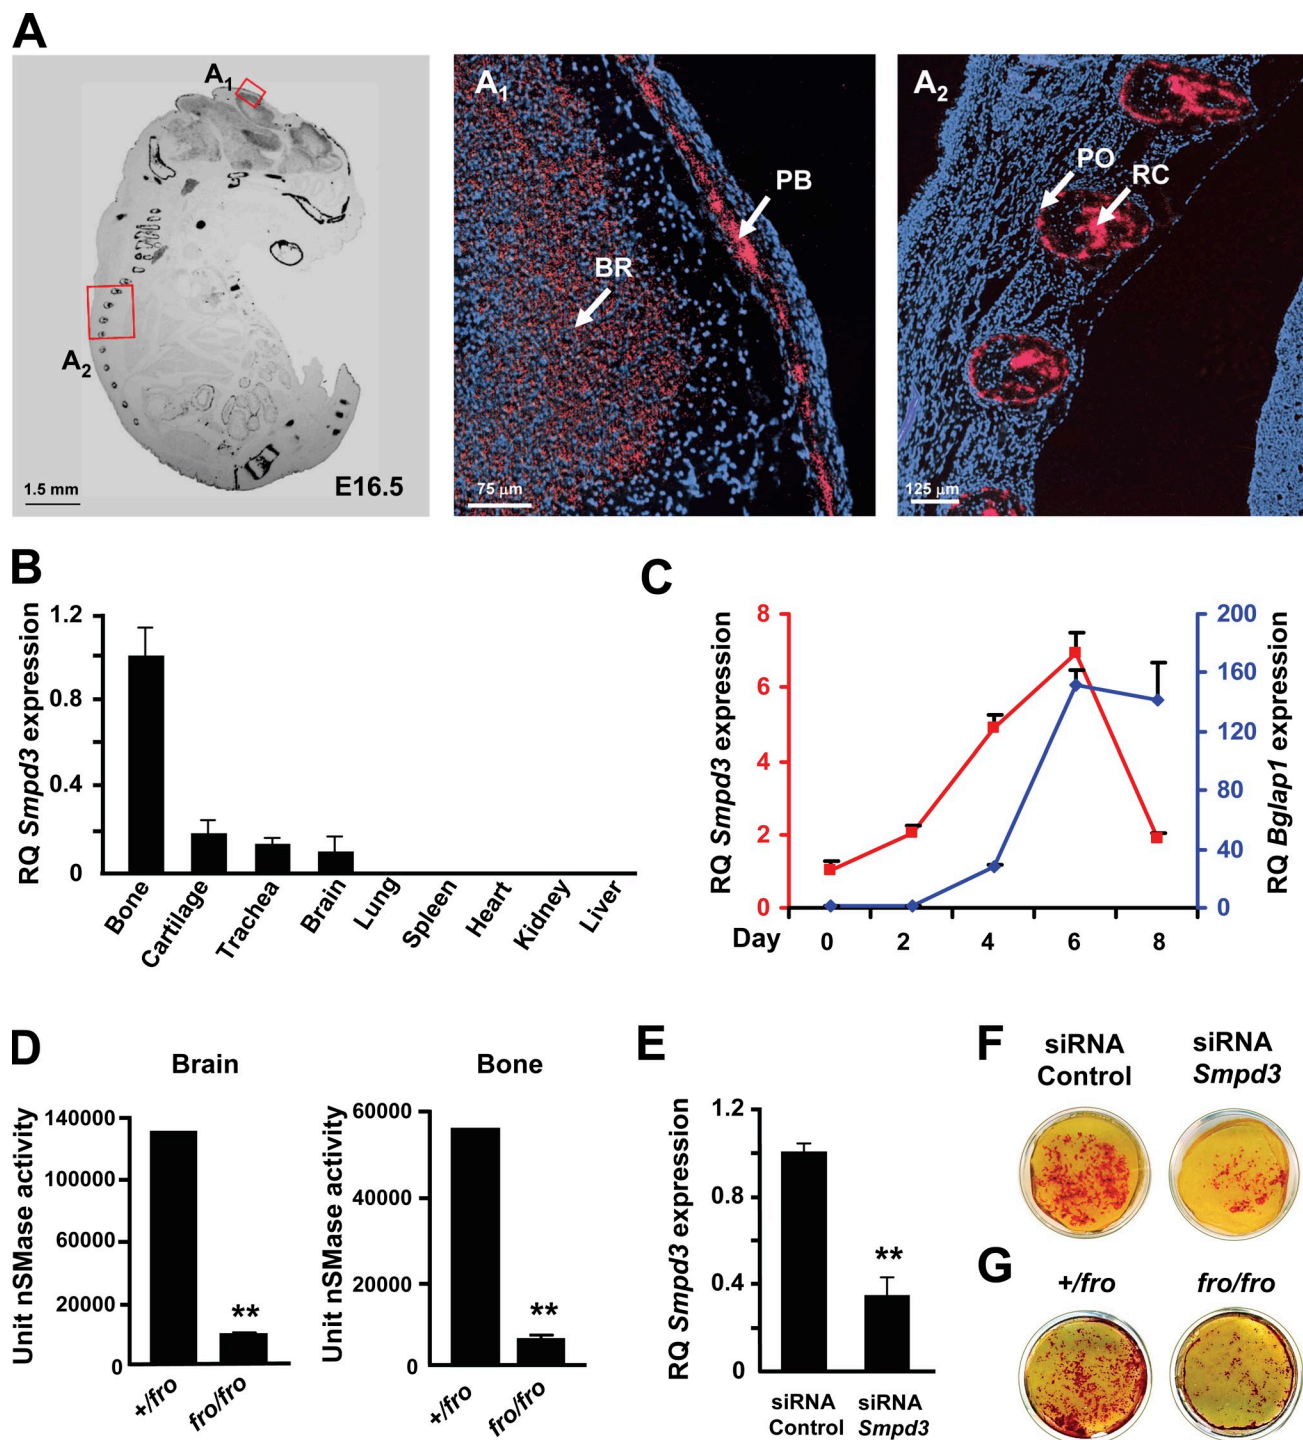 A
A1
A2
1.5 mm
E16.5
A1
PB
BR
75 µm
A2
PO
RC
125 µm
B
RQ Smpd3 expression
1.2
0.8
0.4
0
Bone
Cartilage
Trachea
Brain
Lung
Spleen
Heart
Kidney
Liver
C
RQ Smpd3 expression
8
6
4
2
0
200
160
120
80
40
0
RQ Bglap1 expression
Day 0 2 4 6 8
D
Brain
Unit nSMase activity
140000
100000
60000
20000
0
**
+/fro
fro/fro
Bone
Unit nSMase activity
60000
40000
20000
0
**
+/fro
fro/fro
E
RQ Smpd3 expression
1.2
0.8
0.4
0
**
siRNA
Control
siRNA
Smpd3
F
siRNA
Control
siRNA
Smpd3
G
+/fro
fro/fro